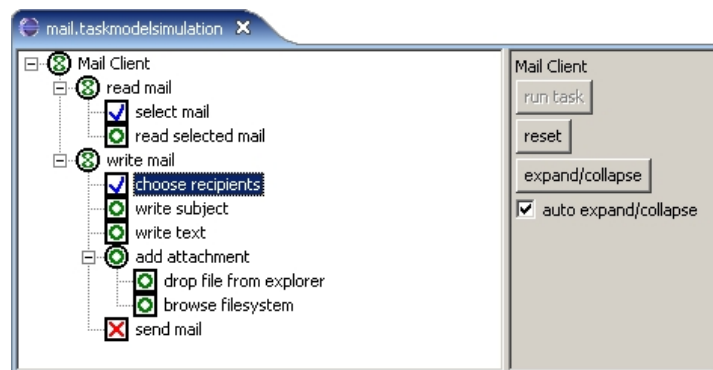 mail.taskmodelsimulation
Mail Client
read mail
select mail
read selected mail
write mail
choose recipients
write subject
write text
add attachment
drop file from explorer
browse filesystem
send mail
Mail Client
run task
reset
expand/collapse
auto expand/collapse